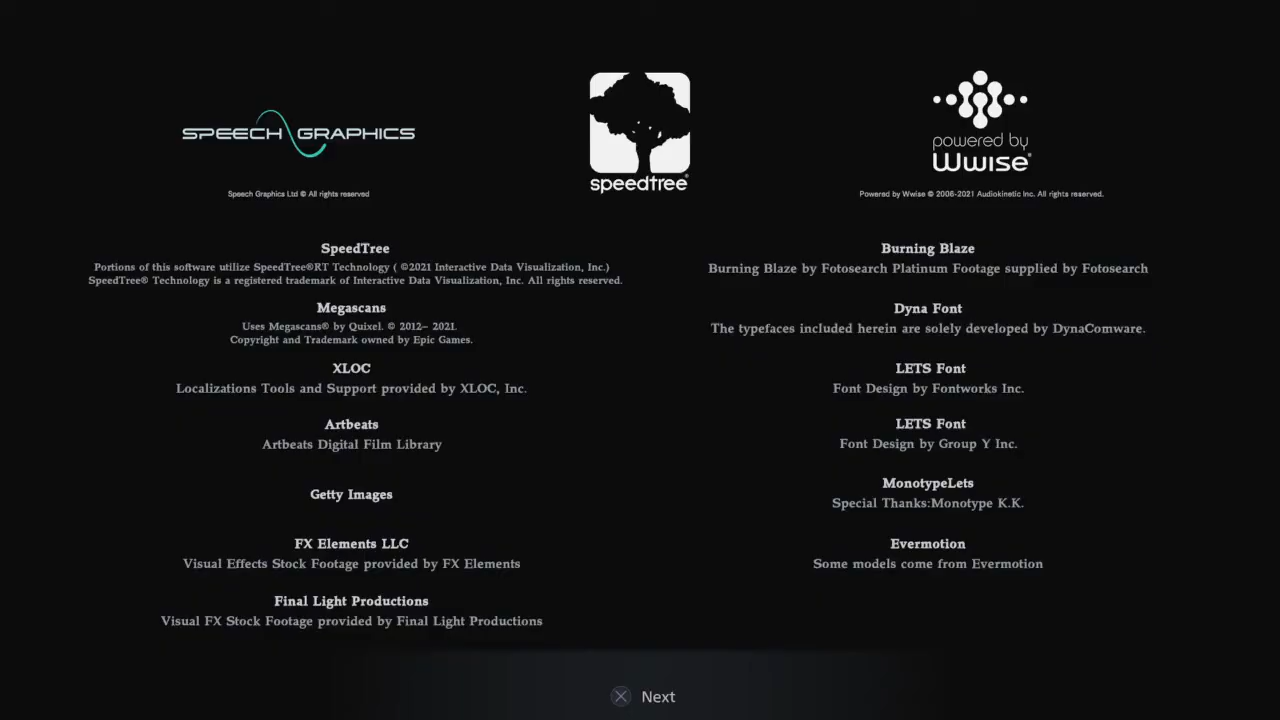 SPEECH GRAPHICS
Speech Graphics Ltd © All rights reserved
speedtree®
powered by
Wwise®
Powered by Wwise © 2006-2021 Audiokinetic Inc. All rights reserved.
SpeedTree
Portions of this software utilize SpeedTree®RT Technology ( ©2021 Interactive Data Visualization, Inc.)
SpeedTree® Technology is a registered trademark of Interactive Data Visualization, Inc. All rights reserved.
Megascans
Uses Megascans® by Quixel. © 2012– 2021.
Copyright and Trademark owned by Epic Games.
XLOC
Localizations Tools and Support provided by XLOC, Inc.
Artbeats
Artbeats Digital Film Library
Getty Images
FX Elements LLC
Visual Effects Stock Footage provided by FX Elements
Final Light Productions
Visual FX Stock Footage provided by Final Light Productions
Burning Blaze
Burning Blaze by Fotosearch Platinum Footage supplied by Fotosearch
Dyna Font
The typefaces included herein are solely developed by DynaComware.
LETS Font
Font Design by Fontworks Inc.
LETS Font
Font Design by Group Y Inc.
MonotypeLets
Special Thanks:Monotype K.K.
Evermotion
Some models come from Evermotion
Next